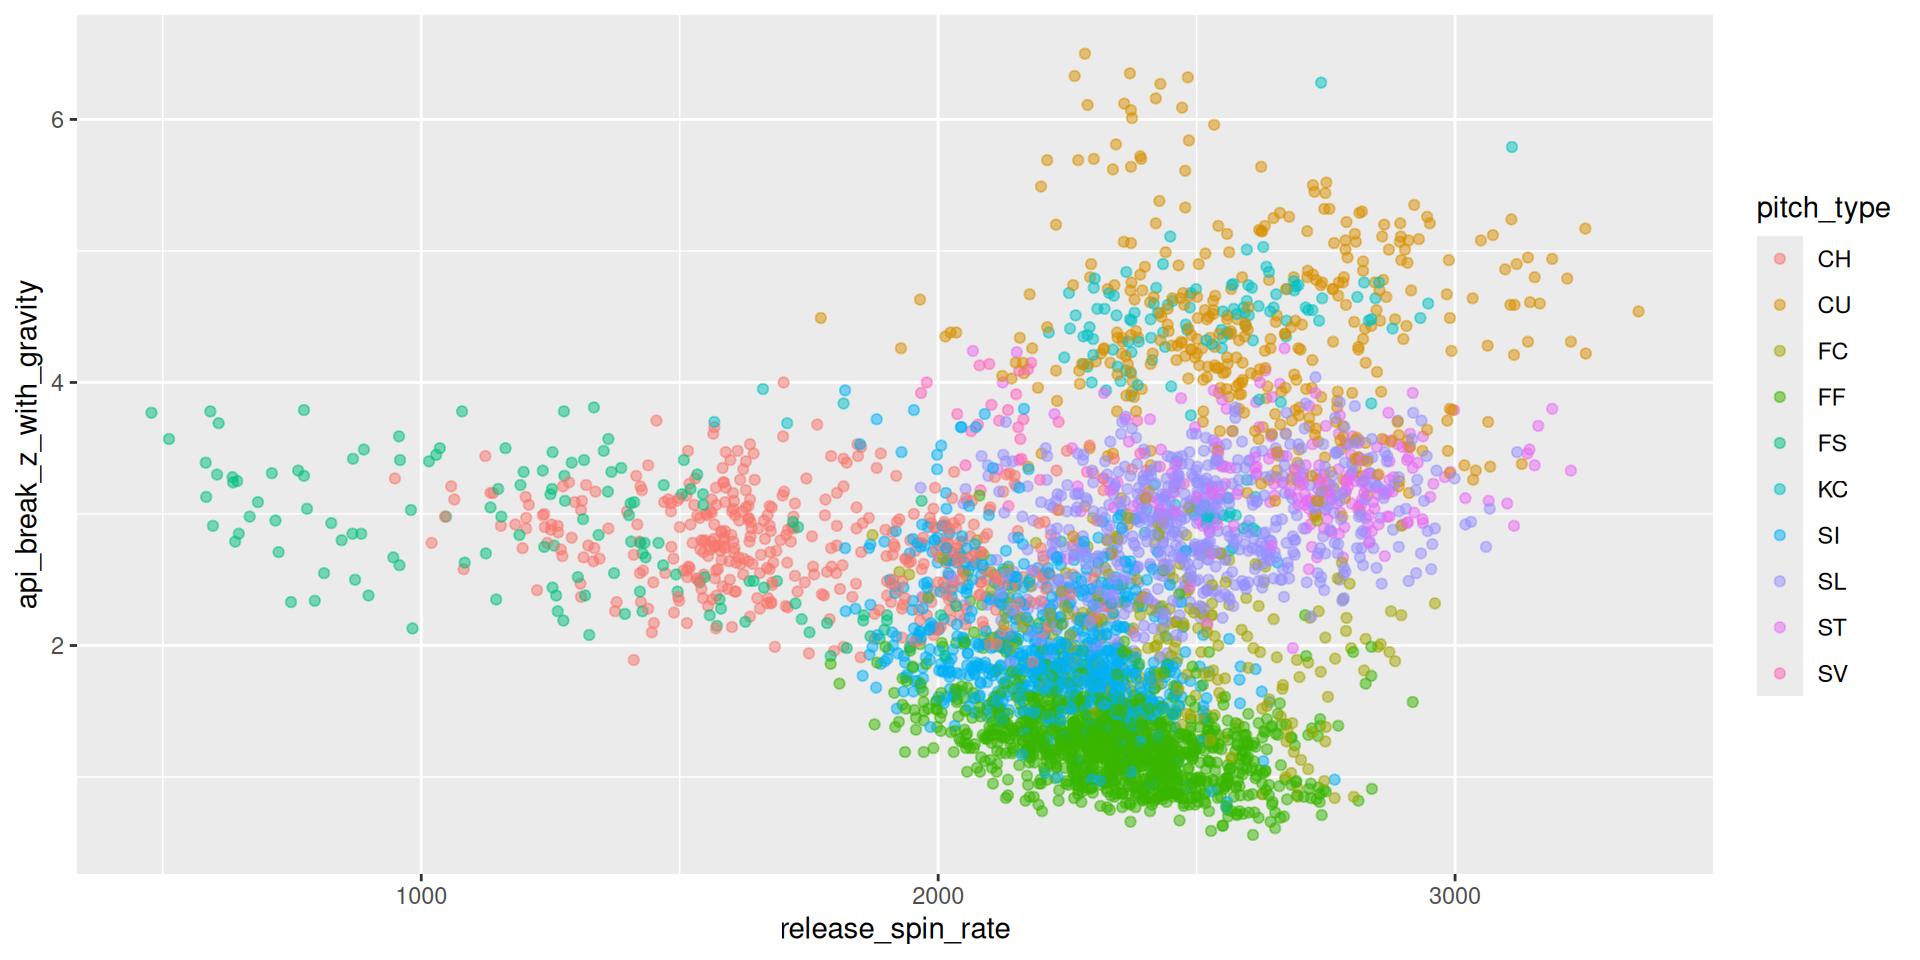 api_break_z_with_gravity
6
4
2
1000
2000
3000
release_spin_rate
pitch_type
CH
CU
FC
FF
FS
KC
SI
SL
ST
SV